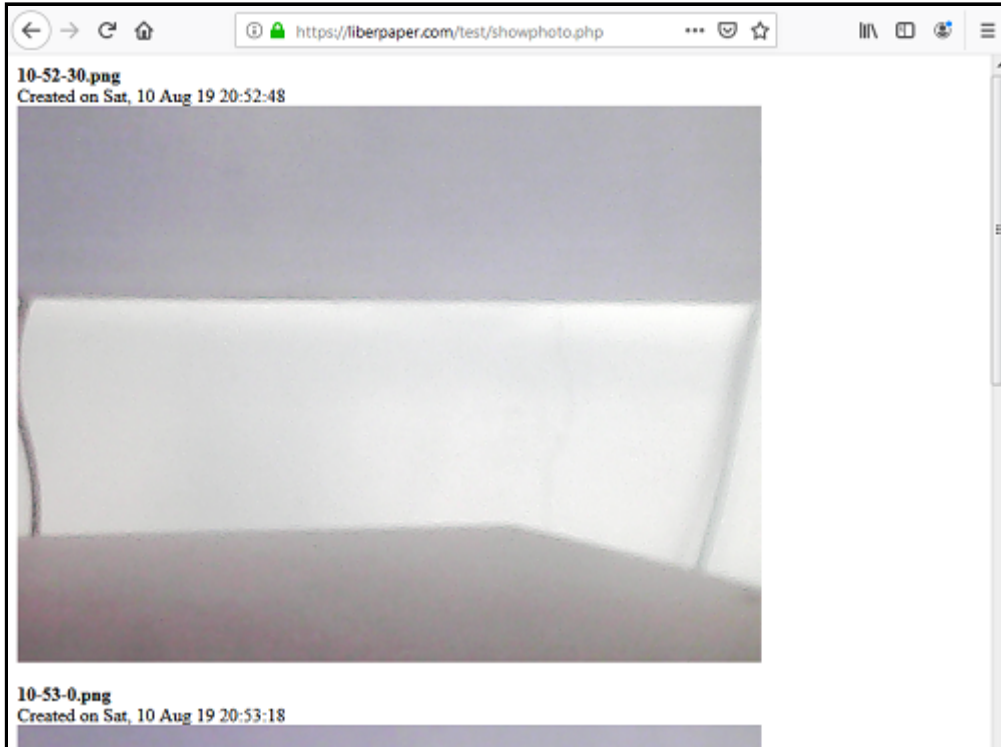 https://liberpaper.com/test/showphoto.php
10-52-30.png
Created on Sat, 10 Aug 19 20:52:48
10-53-0.png
Created on Sat, 10 Aug 19 20:53:18